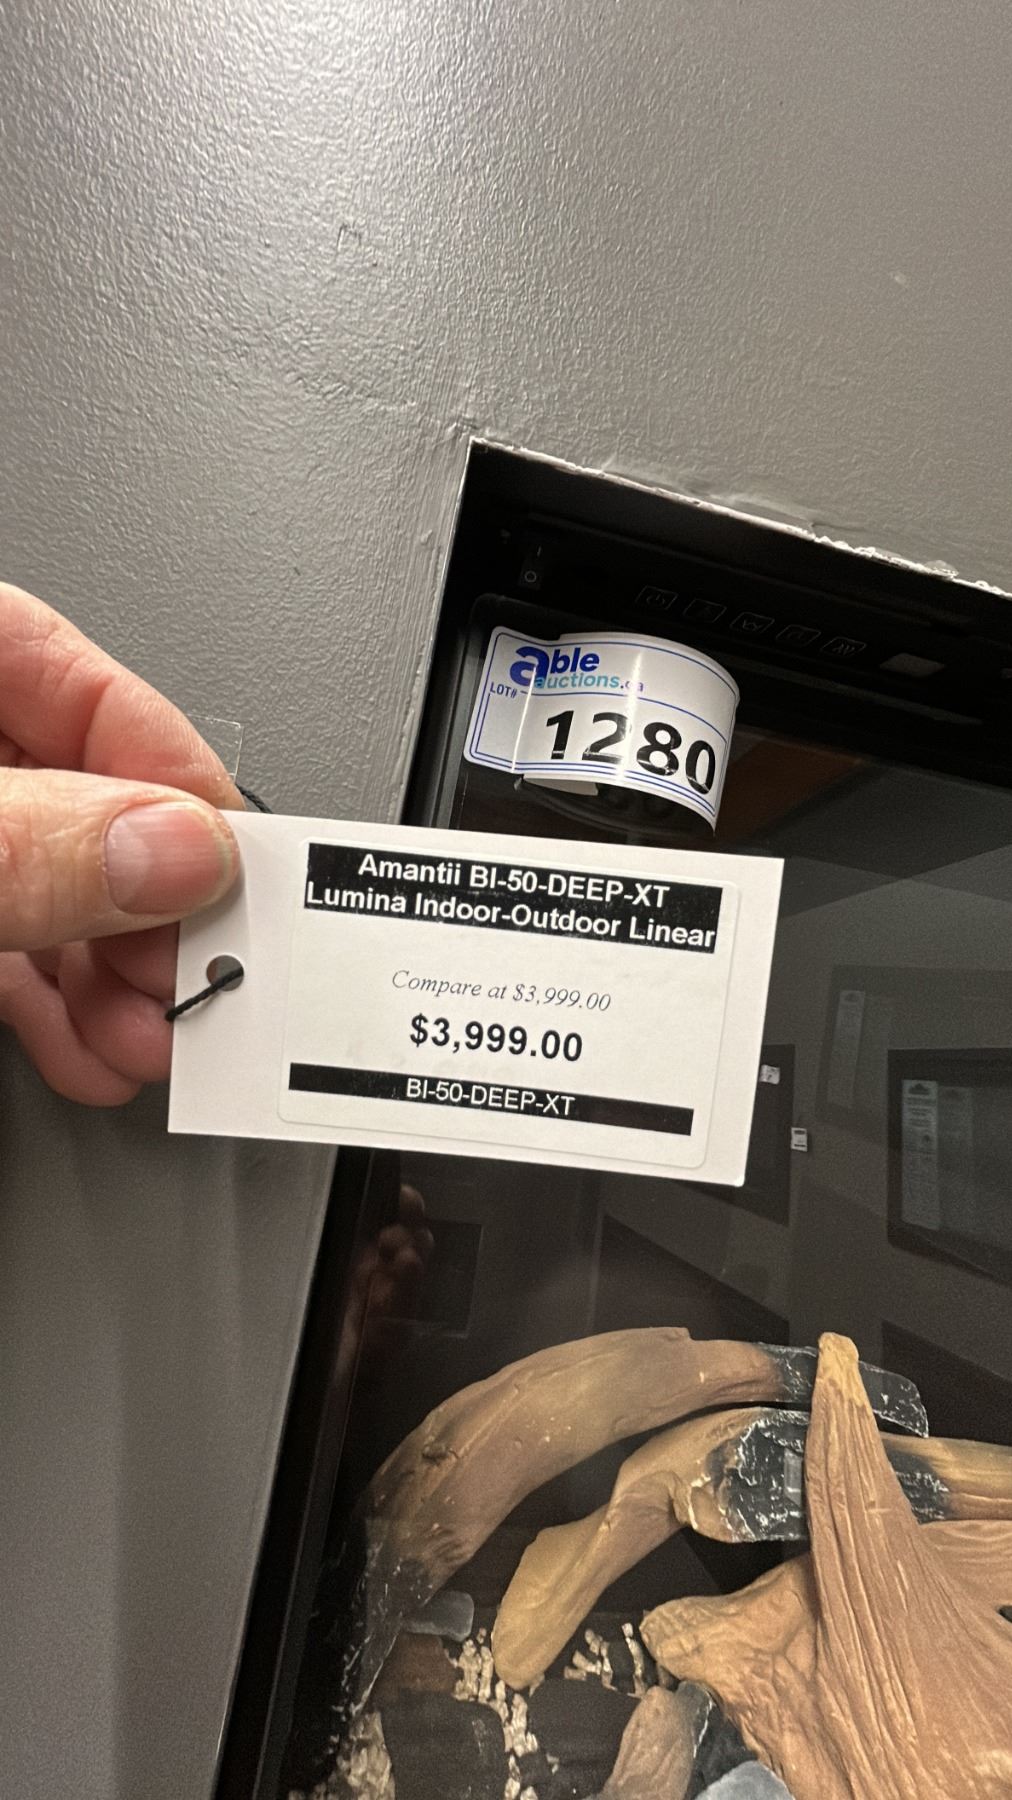 able
auctions.ca
LOT#
1280
Amantii BI-50-DEEP-XT
Lumina Indoor-Outdoor Linear
Compare at $3,999.00
$3,999.00
BI-50-DEEP-XT